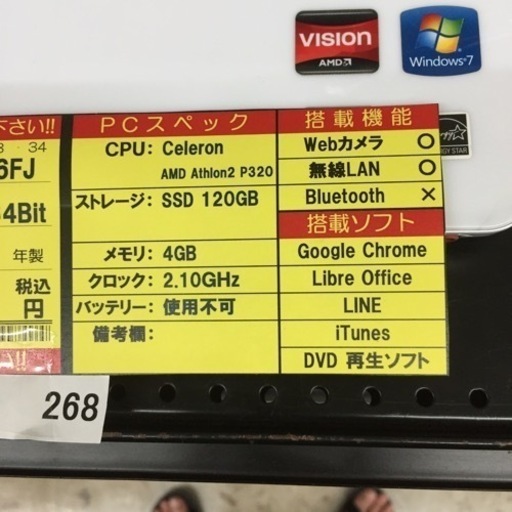 VISION
AMD
Windows 7
ENERGY STAR
下さい!!
6FJ
4Bit
年製
税込
円
PCスペック
CPU: Celeron
AMD Athlon2 P320
ストレージ: SSD 120GB
メモリ: 4GB
クロック: 2.10GHz
バッテリー: 使用不可
備考欄:
搭載機能
Webカメラ ○
無線LAN ○
Bluetooth ×
搭載ソフト
Google Chrome
Libre Office
LINE
iTunes
DVD 再生ソフト
268